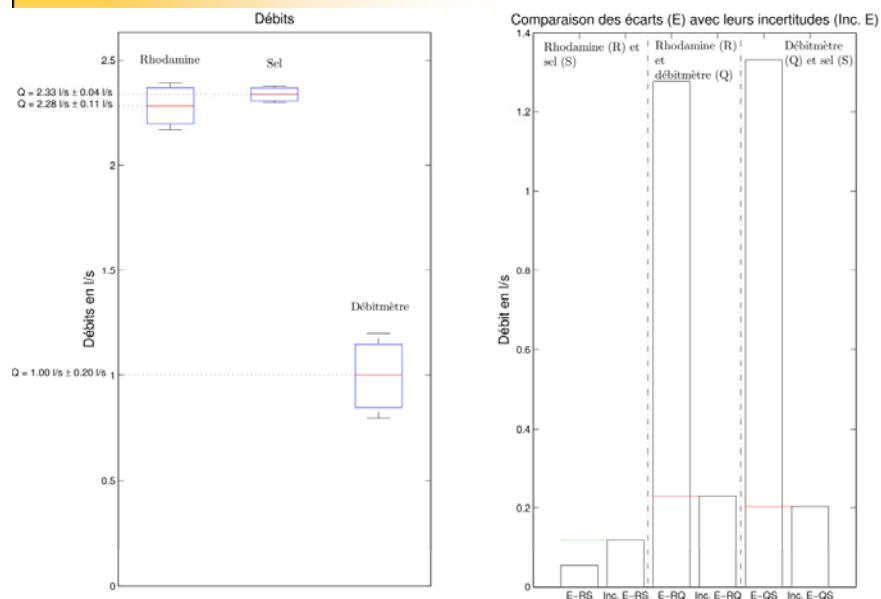 Débits
Débits en l/s
2.5
2
1.5
1
0.5
0
Rhodamine
Sel
Débitmètre
Q = 2.33 l/s ± 0.04 l/s
Q = 2.28 l/s ± 0.11 l/s
Q = 1.00 l/s ± 0.20 l/s
Comparaison des écarts (E) avec leurs incertitudes (Inc. E)
Débit en l/s
1.4
1.2
1
0.8
0.6
0.4
0.2
0
Rhodamine (R) et
sel (S)
Rhodamine (R)
et
débitmètre (Q)
Débitmètre
(Q) et sel (S)
E-RS Inc. E-RS E-RQ Inc. E-RQ E-QS Inc. E-QS